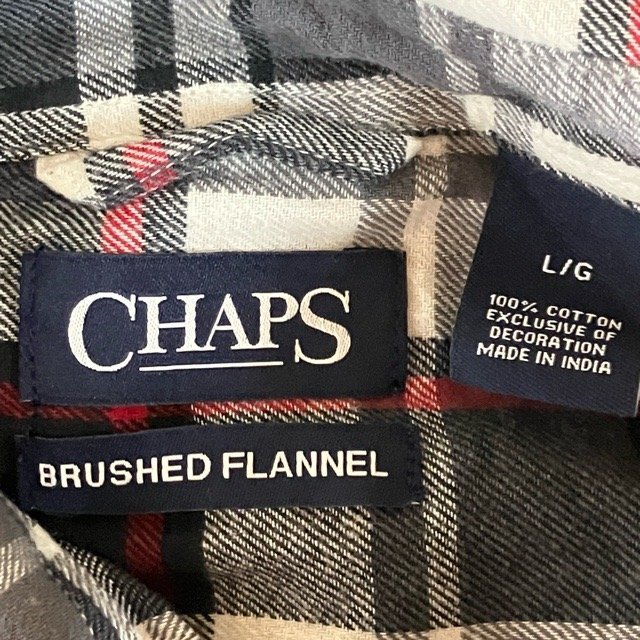 CHAPS
BRUSHED FLANNEL
L/G
100% COTTON
EXCLUSIVE OF
DECORATION
MADE IN INDIA